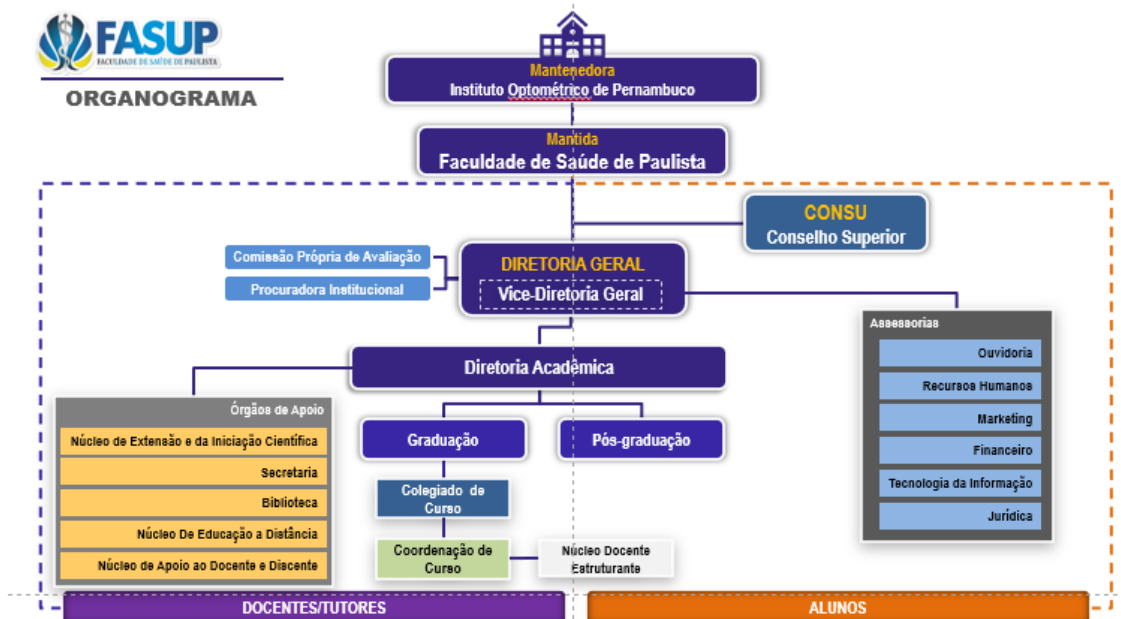 FASUP
FACULDADE DE SAÚDE DE PAULISTA
ORGANOGRAMA
Mantenedora
Instituto Optométrico de Pernambuco
Mantida
Faculdade de Saúde de Paulista
CONSU
Conselho Superior
Comissão Própria de Avaliação
Procuradora Institucional
DIRETORIA GERAL
Vice-Diretoria Geral
Assessorias
Ouvidoria
Recursos Humanos
Marketing
Financeiro
Tecnologia da Informação
Jurídica
Diretoria Acadêmica
Órgãos de Apoio
Núcleo de Extensão e da Iniciação Científica
Secretaria
Biblioteca
Núcleo De Educação a Distância
Núcleo de Apoio ao Docente e Discente
Graduação
Pós-graduação
Colegiado de
Curso
Coordenação de
Curso
Núcleo Docente
Estruturante
DOCENTES/TUTORES
ALUNOS